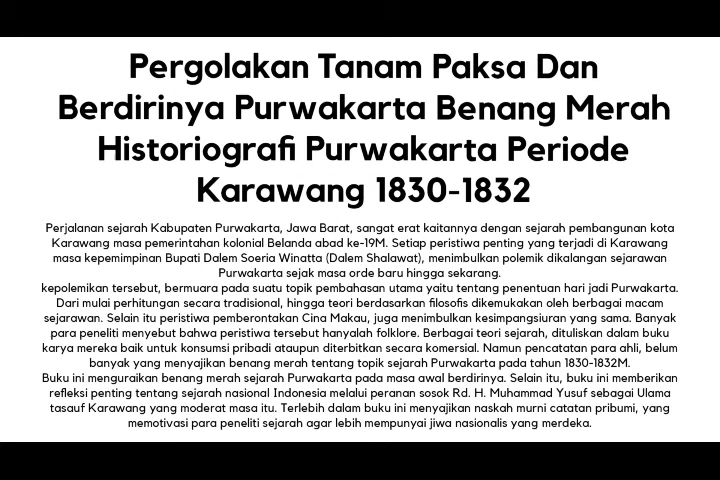 Pergolakan Tanam Paksa Dan
Berdirinya Purwakarta Benang Merah
Historiografi Purwakarta Periode
Karawang 1830-1832
Perjalanan sejarah Kabupaten Purwakarta, Jawa Barat, sangat erat kaitannya dengan sejarah pembangunan kota
Karawang masa pemerintahan kolonial Belanda abad ke-19M. Setiap peristiwa penting yang terjadi di Karawang
masa kepemimpinan Bupati Dalem Soeria Winatta (Dalem Shalawat), menimbulkan polemik dikalangan sejarawan
Purwakarta sejak masa orde baru hingga sekarang.
kepolemikan tersebut, bermuara pada suatu topik pembahasan utama yaitu tentang penentuan hari jadi Purwakarta.
Dari mulai perhitungan secara tradisional, hingga teori berdasarkan filosofis dikemukakan oleh berbagai macam
sejarawan. Selain itu peristiwa pemberontakan Cina Makau, juga menimbulkan kesimpangsiuran yang sama. Banyak
para peneliti menyebut bahwa peristiwa tersebut hanyalah folklore. Berbagai teori sejarah, dituliskan dalam buku
karya mereka baik untuk konsumsi pribadi ataupun diterbitkan secara komersial. Namun pencatatan para ahli, belum
banyak yang menyajikan benang merah tentang topik sejarah Purwakarta pada tahun 1830-1832M.
Buku ini menguraikan benang merah sejarah Purwakarta pada masa awal berdirinya. Selain itu, buku ini memberikan
refleksi penting tentang sejarah nasional Indonesia melalui peranan sosok Rd. H. Muhammad Yusuf sebagai Ulama
tasauf Karawang yang moderat masa itu. Terlebih dalam buku ini menyajikan naskah murni catatan pribumi, yang
memotivasi para peneliti sejarah agar lebih mempunyai jiwa nasionalis yang merdeka.